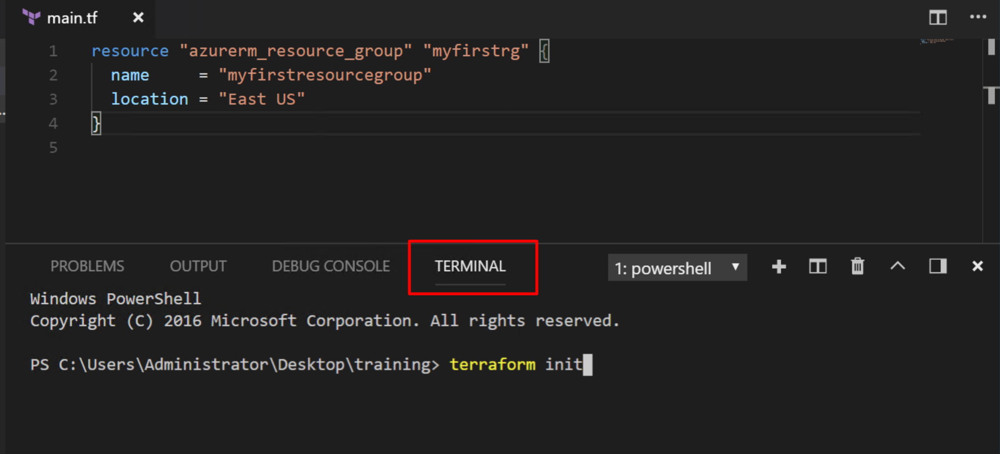 main.tf
1 resource "azurerm_resource_group" "myfirstrg" {
2   name     = "myfirstresourcegroup"
3   location = "East US"
4 }
5
PROBLEMS OUTPUT DEBUG CONSOLE TERMINAL 1: powershell
Windows PowerShell
Copyright (C) 2016 Microsoft Corporation. All rights reserved.
PS C:\Users\Administrator\Desktop\training> terraform init